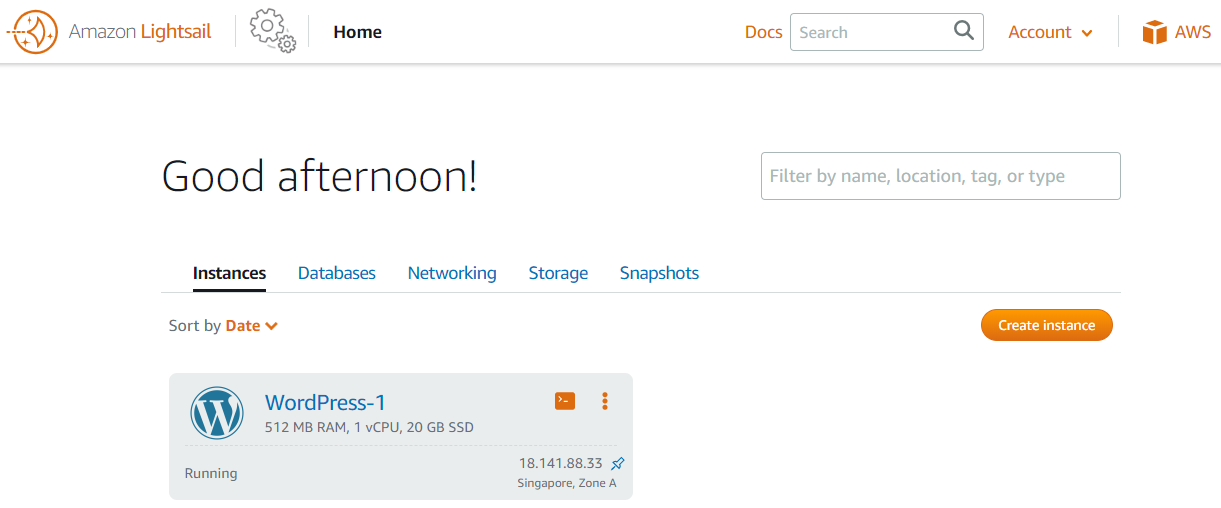 Amazon Lightsail Home Docs Search Account AWS
Good afternoon!
Filter by name, location, tag, or type
Instances Databases Networking Storage Snapshots
Sort by Date
Create instance
WordPress-1
512 MB RAM, 1 vCPU, 20 GB SSD
Running
18.141.88.33
Singapore, Zone A